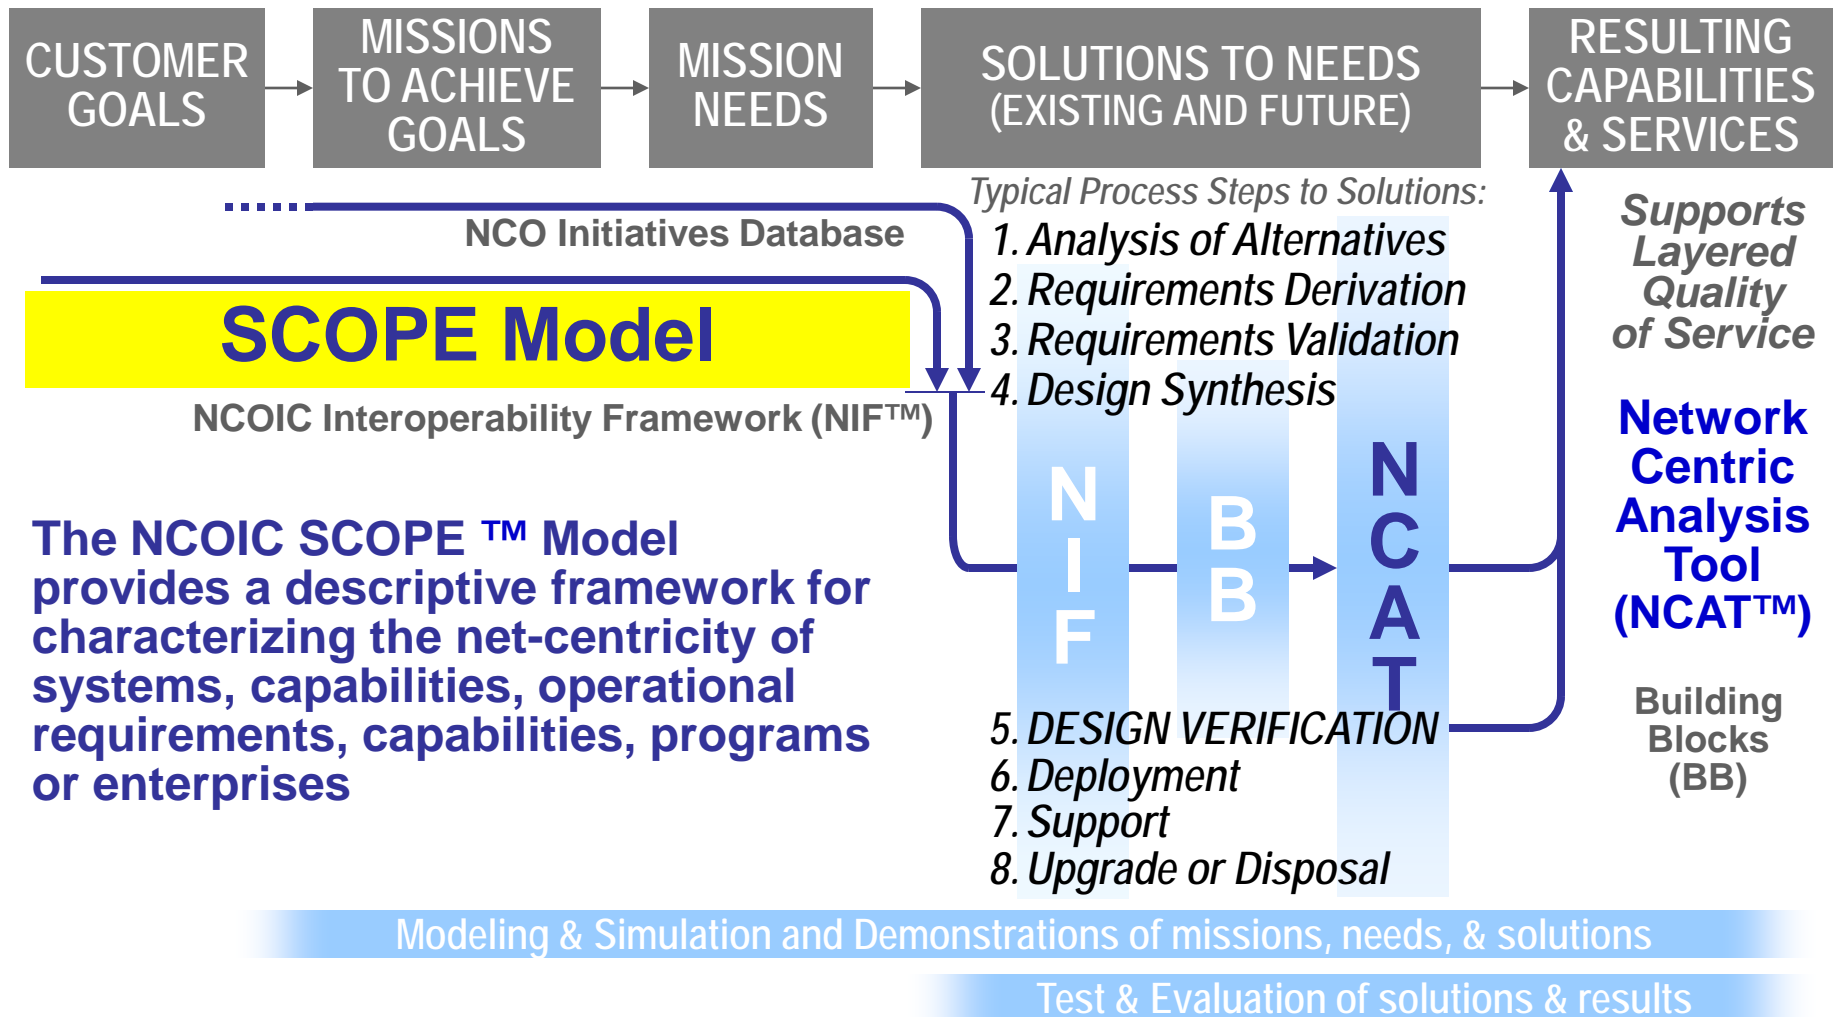 CUSTOMER
GOALS
MISSIONS
TO ACHIEVE
GOALS
MISSION
NEEDS
SOLUTIONS TO NEEDS
(EXISTING AND FUTURE)
RESULTING
CAPABILITIES
& SERVICES
NCO Initiatives Database
SCOPE Model
NCOIC Interoperability Framework (NIF™)
The NCOIC SCOPE ™ Model
provides a descriptive framework for
characterizing the net-centricity of
systems, capabilities, operational
requirements, capabilities, programs
or enterprises
Typical Process Steps to Solutions:
1. Analysis of Alternatives
2. Requirements Derivation
3. Requirements Validation
4. Design Synthesis
N
I
F
B
B
N
C
A
T
5. DESIGN VERIFICATION
6. Deployment
7. Support
8. Upgrade or Disposal
Supports
Layered
Quality
of Service
Network
Centric
Analysis
Tool
(NCAT™)
Building
Blocks
(BB)
Modeling & Simulation and Demonstrations of missions, needs, & solutions
Test & Evaluation of solutions & results